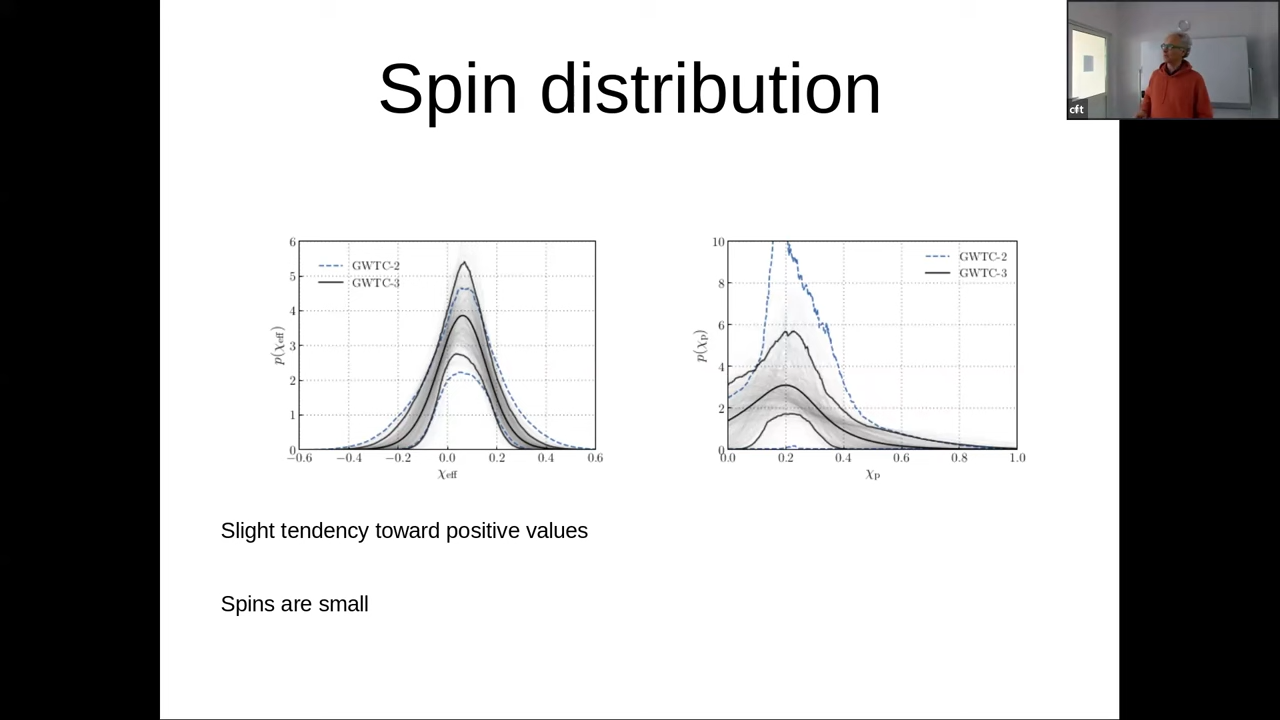 Spin distribution
cft
6
5
4
3
2
1
0
p(χeff)
GWTC-2
GWTC-3
−0.6 −0.4 −0.2 0.0 0.2 0.4 0.6
χeff
10
8
6
4
2
0
p(χp)
GWTC-2
GWTC-3
0.0 0.2 0.4 0.6 0.8 1.0
χp
Slight tendency toward positive values
Spins are small